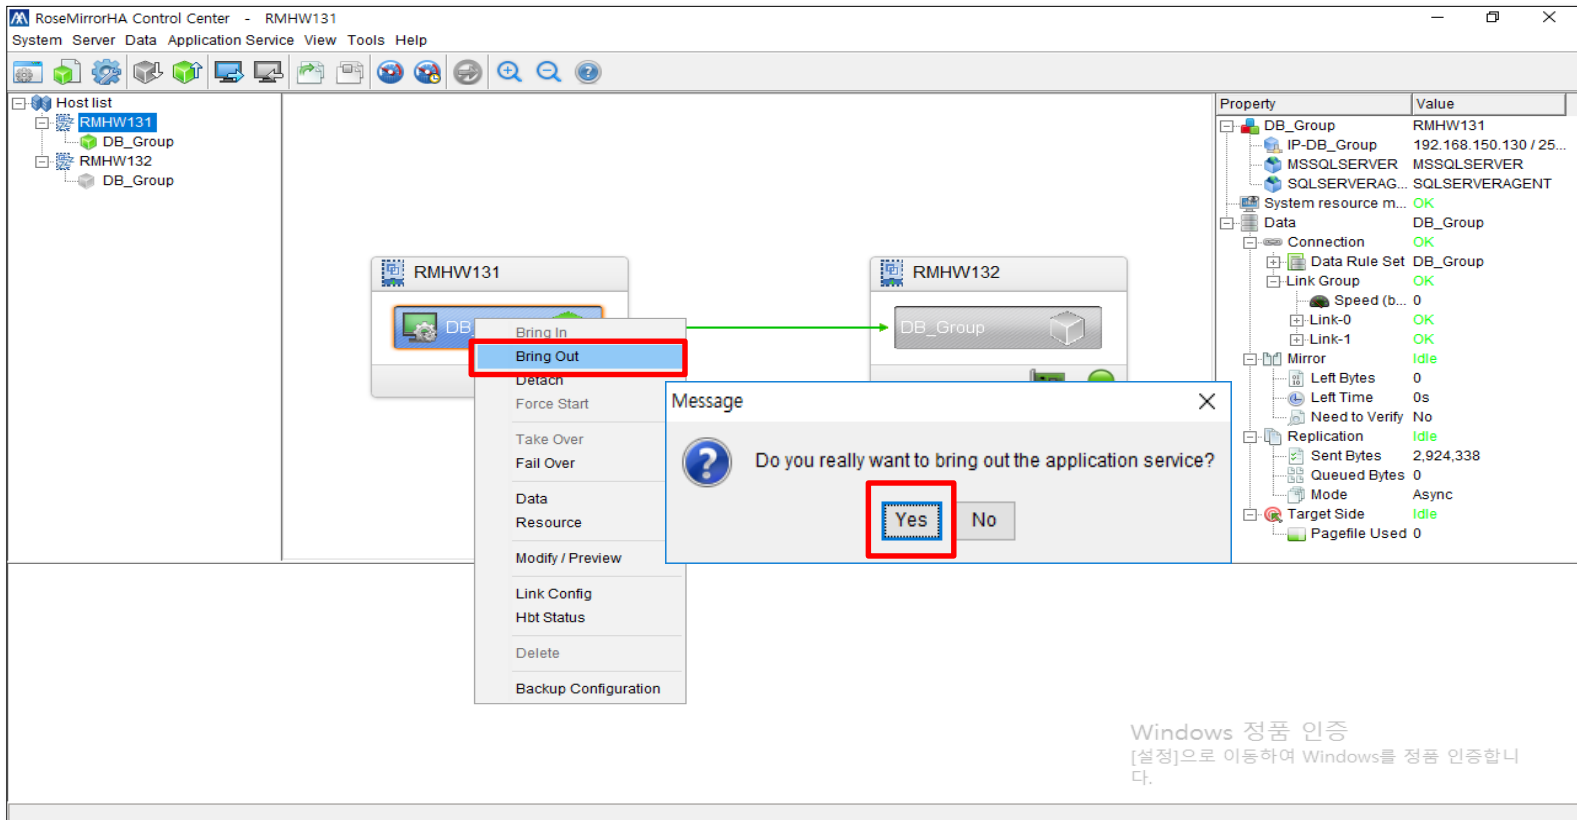 RoseMirrorHA Control Center - RMHW131
System Server Data Application Service View Tools Help
Host list
RMHW131
DB_Group
RMHW132
DB_Group
RMHW131
DB_
RMHW132
DB_Group
Bring In
Bring Out
Detach
Force Start
Take Over
Fail Over
Data
Resource
Modify / Preview
Link Config
Hbt Status
Delete
Backup Configuration
Message
Do you really want to bring out the application service?
Yes No
Property Value
DB_Group RMHW131
IP-DB_Group 192.168.150.130 / 25...
MSSQLSERVER MSSQLSERVER
SQLSERVERAG... SQLSERVERAGENT
System resource m... OK
Data DB_Group
Connection OK
Data Rule Set DB_Group
Link Group OK
Speed (b... 0
Link-0 OK
Link-1 OK
Mirror Idle
Left Bytes 0
Left Time 0s
Need to Verify No
Replication Idle
Sent Bytes 2,924,338
Queued Bytes 0
Mode Async
Target Side Idle
Pagefile Used 0
Windows 정품 인증
[설정]으로 이동하여 Windows를 정품 인증합니
다.